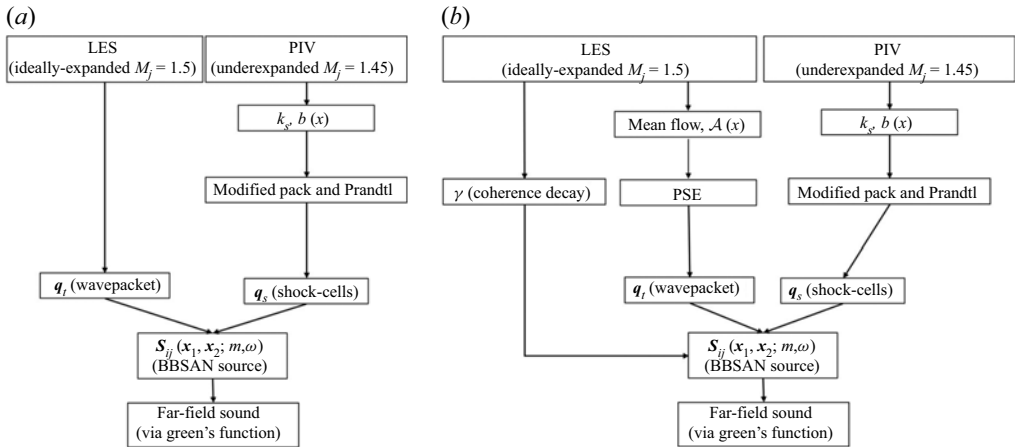 (a)
LES
(ideally-expanded M_j = 1.5)
PIV
(underexpanded M_j = 1.45)
k_s, b (x)
Modified pack and Prandtl
q_t (wavepacket)
q_s (shock-cells)
S_ij (x_1, x_2; m,ω)
(BBSAN source)
Far-field sound
(via green's function)
(b)
LES
(ideally-expanded M_j = 1.5)
PIV
(underexpanded M_j = 1.45)
Mean flow, 𝒜 (x)
k_s, b (x)
γ (coherence decay)
PSE
Modified pack and Prandtl
q_t (wavepacket)
q_s (shock-cells)
S_ij (x_1, x_2; m,ω)
(BBSAN source)
Far-field sound
(via green's function)